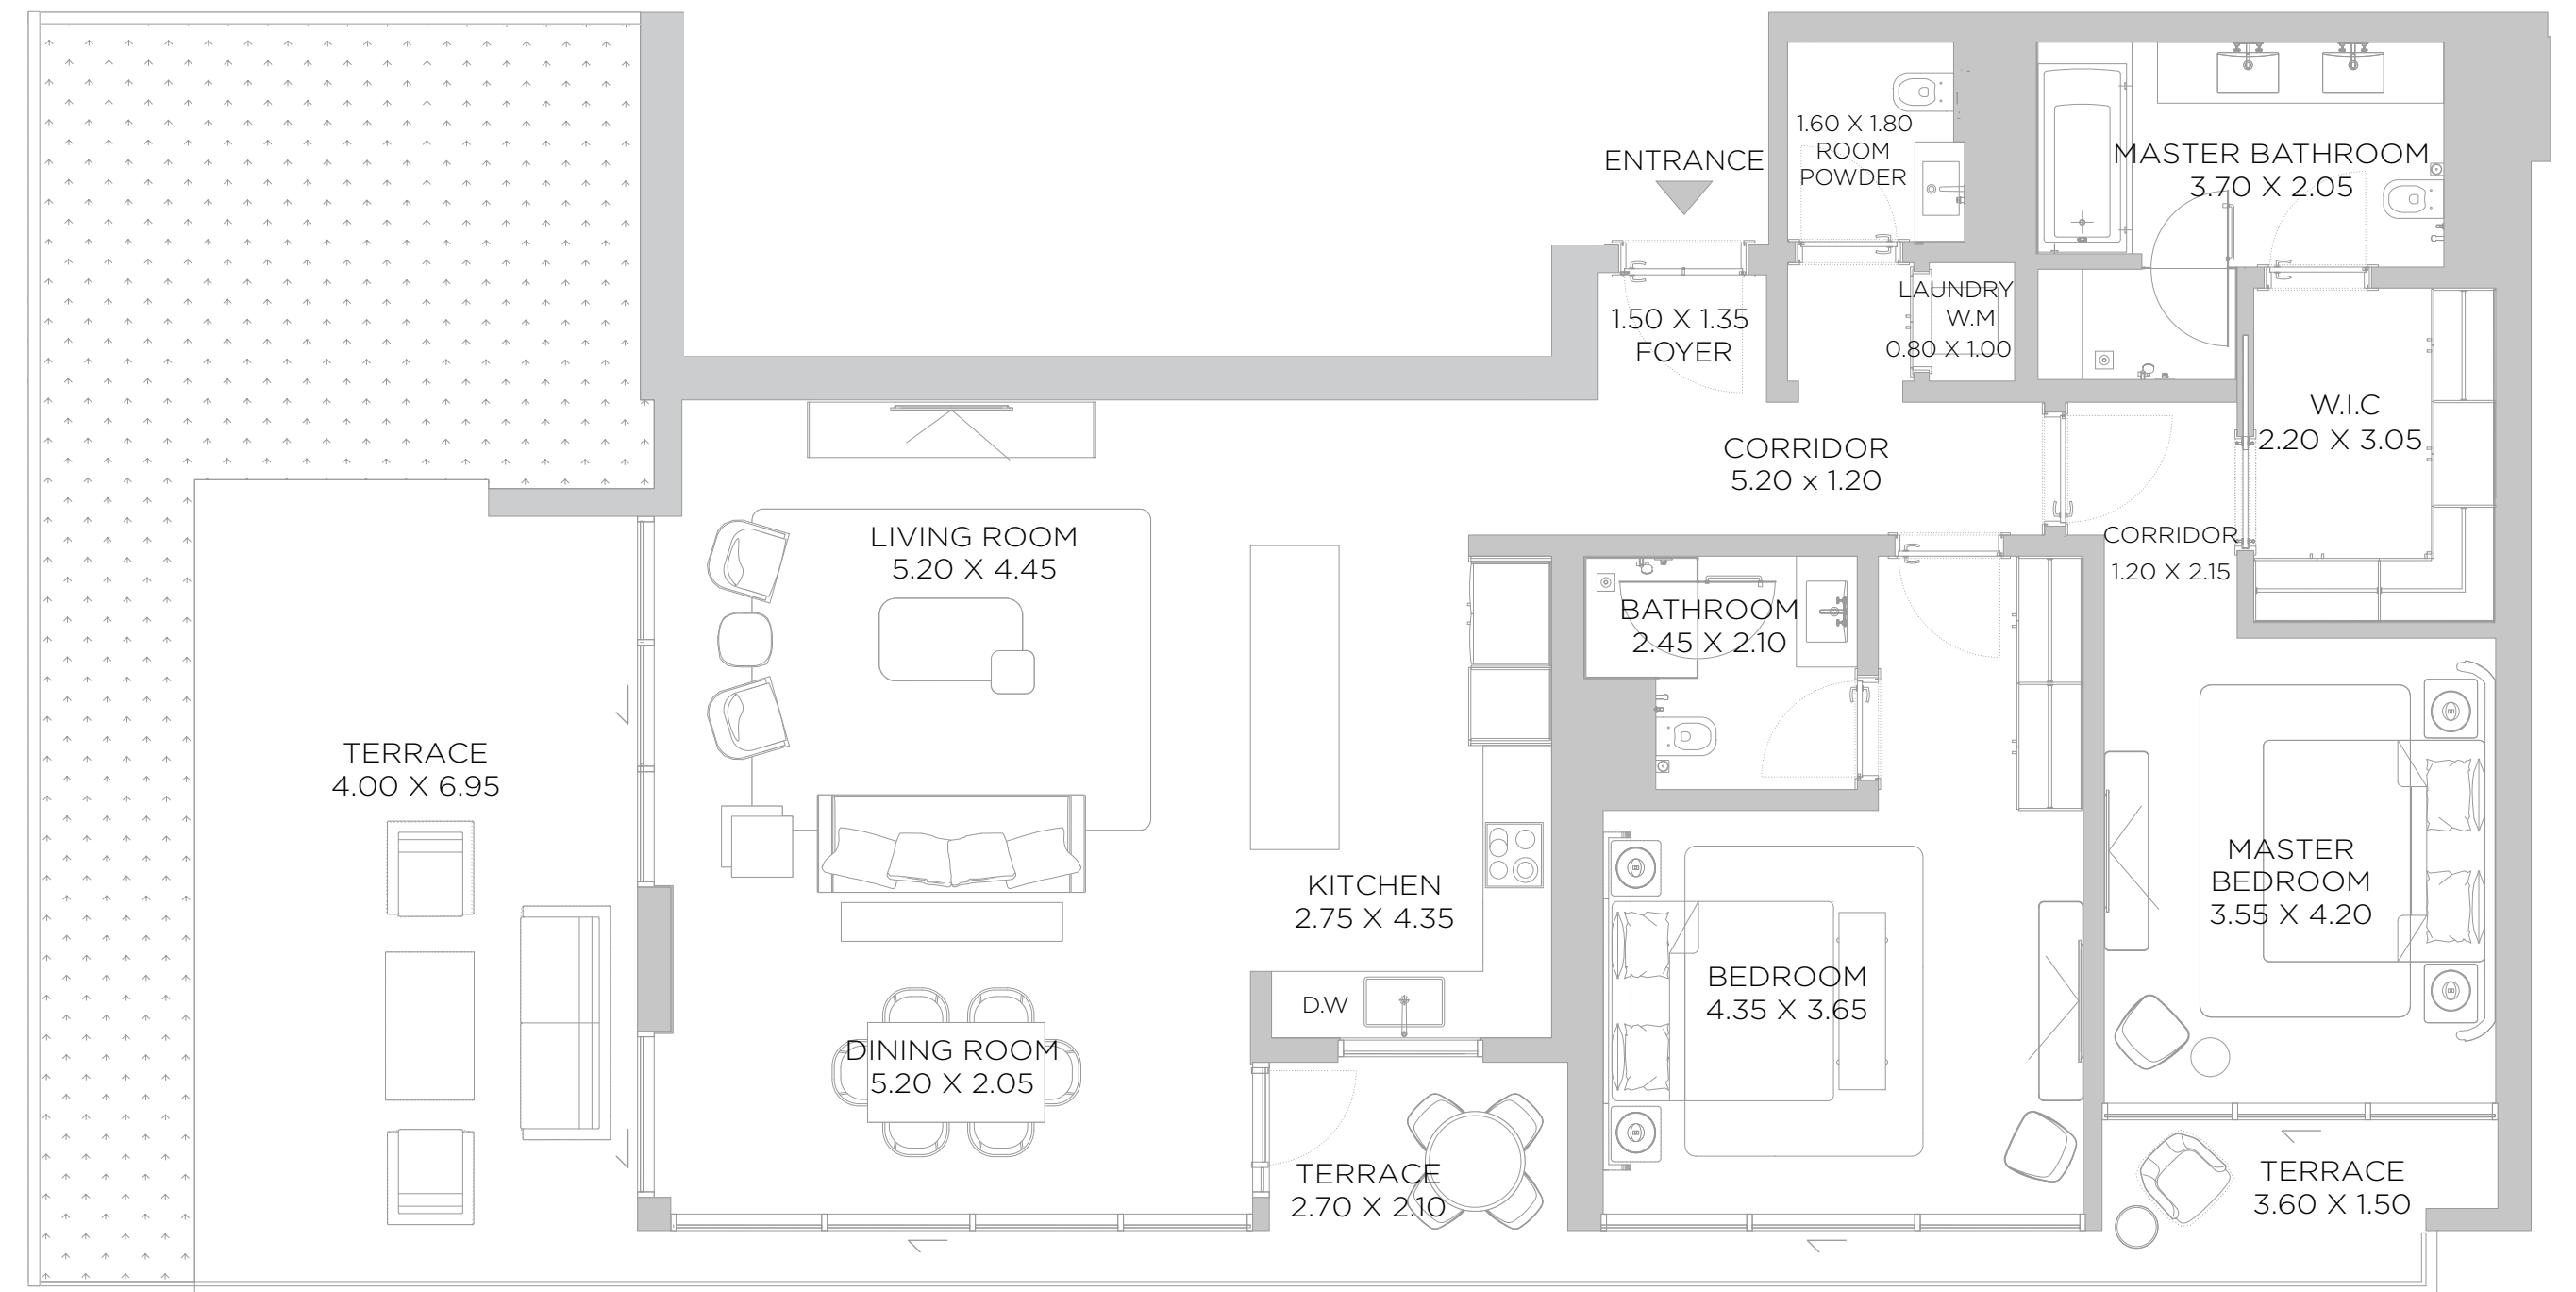 1.60 X 1.80
ROOM
POWDER
ENTRANCE
MASTER BATHROOM
3.70 X 2.05
LAUNDRY
W.M
0.80 X 1.00
1.50 X 1.35
FOYER
W.I.C
2.20 X 3.05
CORRIDOR
5.20 x 1.20
CORRIDOR
1.20 X 2.15
LIVING ROOM
5.20 X 4.45
BATHROOM
2.45 X 2.10
TERRACE
4.00 X 6.95
KITCHEN
2.75 X 4.35
MASTER
BEDROOM
3.55 X 4.20
BEDROOM
4.35 X 3.65
D.W
DINING ROOM
5.20 X 2.05
TERRACE
2.70 X 2.10
TERRACE
3.60 X 1.50